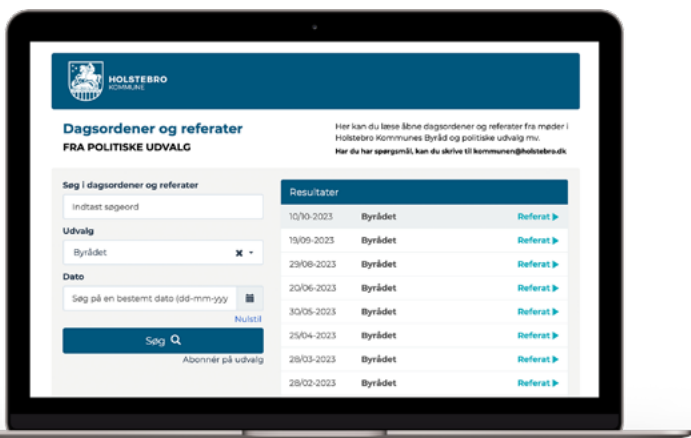 HOLSTEBRO
KOMMUNE
Dagsordener og referater
FRA POLITISKE UDVALG
Her kan du læse åbne dagsordener og referater fra møder i
Holstebro Kommunes Byråd og politiske udvalg mv.
Har du har spørgsmål, kan du skrive til kommunen@holstebro.dk
Søg i dagsordener og referater
Indtast søgeord
Udvalg
Byrådet
Dato
Søg på en bestemt dato (dd-mm-yyy
Nulstil
Søg
Abonnér på udvalg
Resultater
10/10-2023 Byrådet Referat
19/09-2023 Byrådet Referat
29/08-2023 Byrådet Referat
20/06-2023 Byrådet Referat
30/05-2023 Byrådet Referat
25/04-2023 Byrådet Referat
28/03-2023 Byrådet Referat
28/02-2023 Byrådet Referat